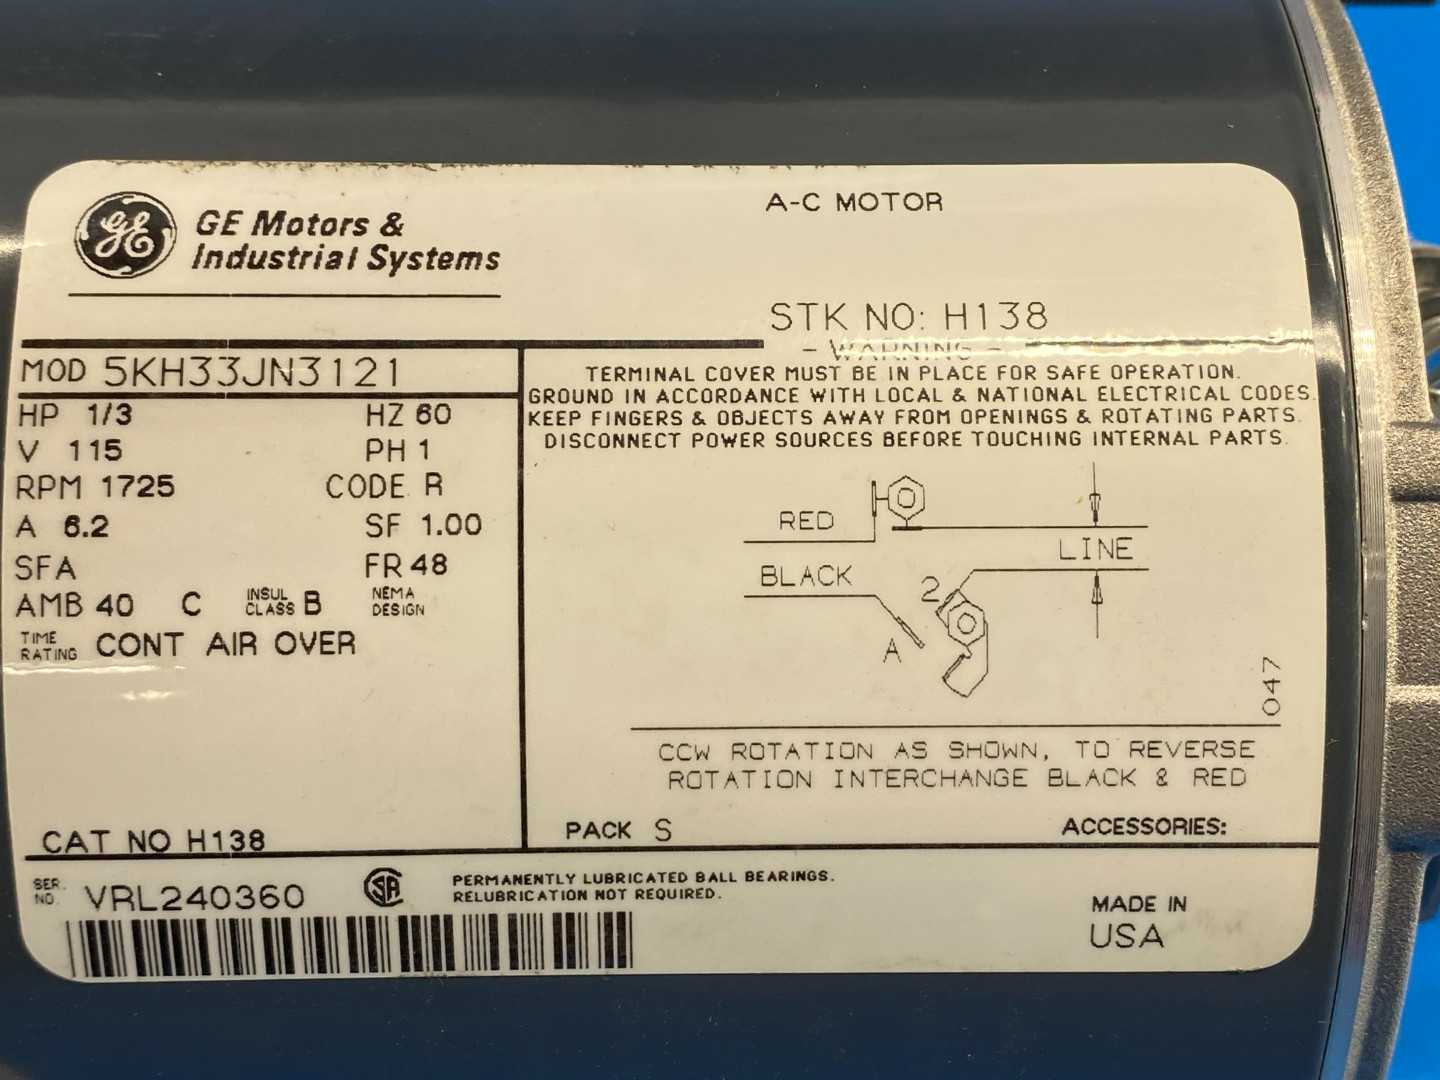 GE
GE Motors &
Industrial Systems
A-C MOTOR
STK NO: H138
- WARNING -
TERMINAL COVER MUST BE IN PLACE FOR SAFE OPERATION.
GROUND IN ACCORDANCE WITH LOCAL & NATIONAL ELECTRICAL CODES.
KEEP FINGERS & OBJECTS AWAY FROM OPENINGS & ROTATING PARTS.
DISCONNECT POWER SOURCES BEFORE TOUCHING INTERNAL PARTS.
MOD 5KH33JN3121
HP 1/3 HZ 60
V 115 PH 1
RPM 1725 CODE R
A 6.2 SF 1.00
SFA FR 48
AMB 40 C INSUL CLASS B NEMA DESIGN
TIME RATING CONT AIR OVER
CAT NO H138
RED
BLACK
LINE
2
A
047
CCW ROTATION AS SHOWN, TO REVERSE
ROTATION INTERCHANGE BLACK & RED
PACK S ACCESSORIES:
SER. NO. VRL240360
SA
PERMANENTLY LUBRICATED BALL BEARINGS.
RELUBRICATION NOT REQUIRED.
MADE IN
USA